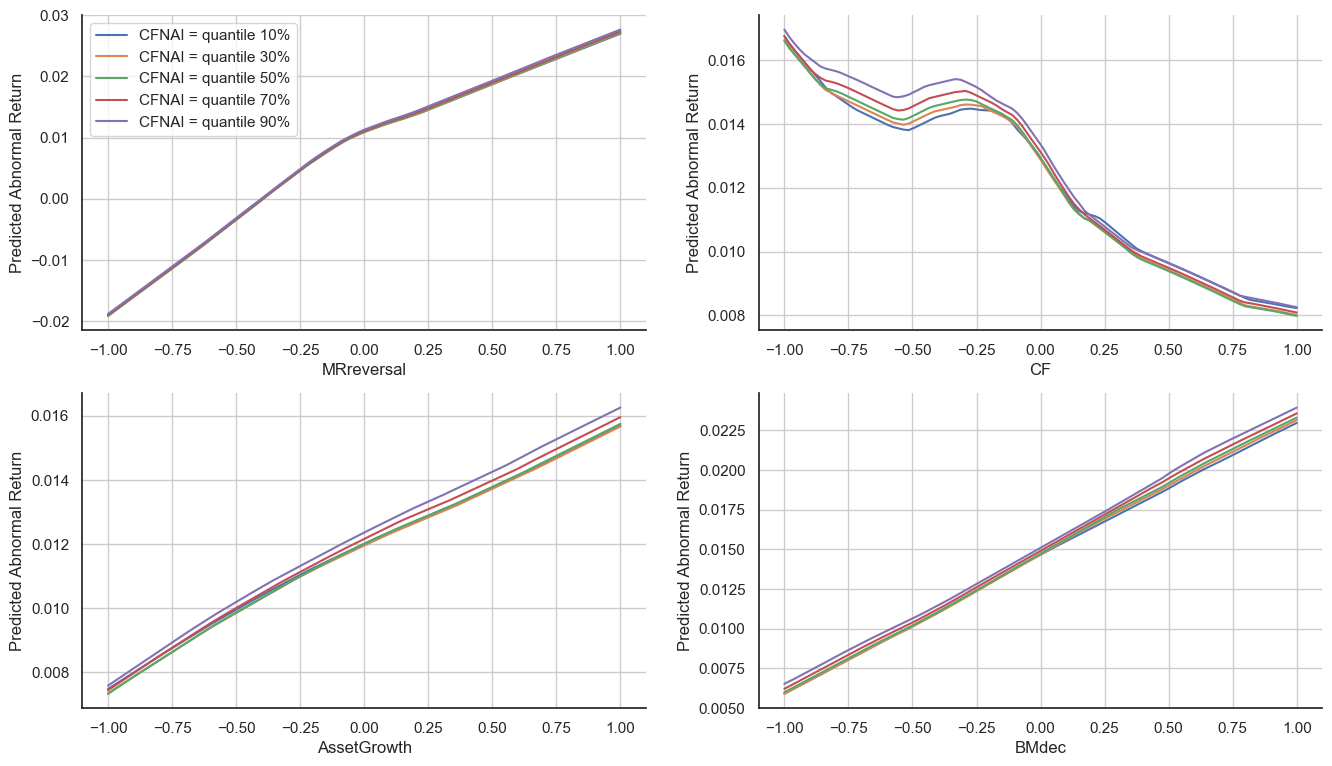 Predicted Abnormal Return
0.03
0.02
0.01
0.00
−0.01
−0.02
CFNAI = quantile 10%
CFNAI = quantile 30%
CFNAI = quantile 50%
CFNAI = quantile 70%
CFNAI = quantile 90%
−1.00 −0.75 −0.50 −0.25 0.00 0.25 0.50 0.75 1.00
MRreversal
Predicted Abnormal Return
0.016
0.014
0.012
0.010
0.008
−1.00 −0.75 −0.50 −0.25 0.00 0.25 0.50 0.75 1.00
CF
Predicted Abnormal Return
0.016
0.014
0.012
0.010
0.008
−1.00 −0.75 −0.50 −0.25 0.00 0.25 0.50 0.75 1.00
AssetGrowth
Predicted Abnormal Return
0.0225
0.0200
0.0175
0.0150
0.0125
0.0100
0.0075
0.0050
−1.00 −0.75 −0.50 −0.25 0.00 0.25 0.50 0.75 1.00
BMdec